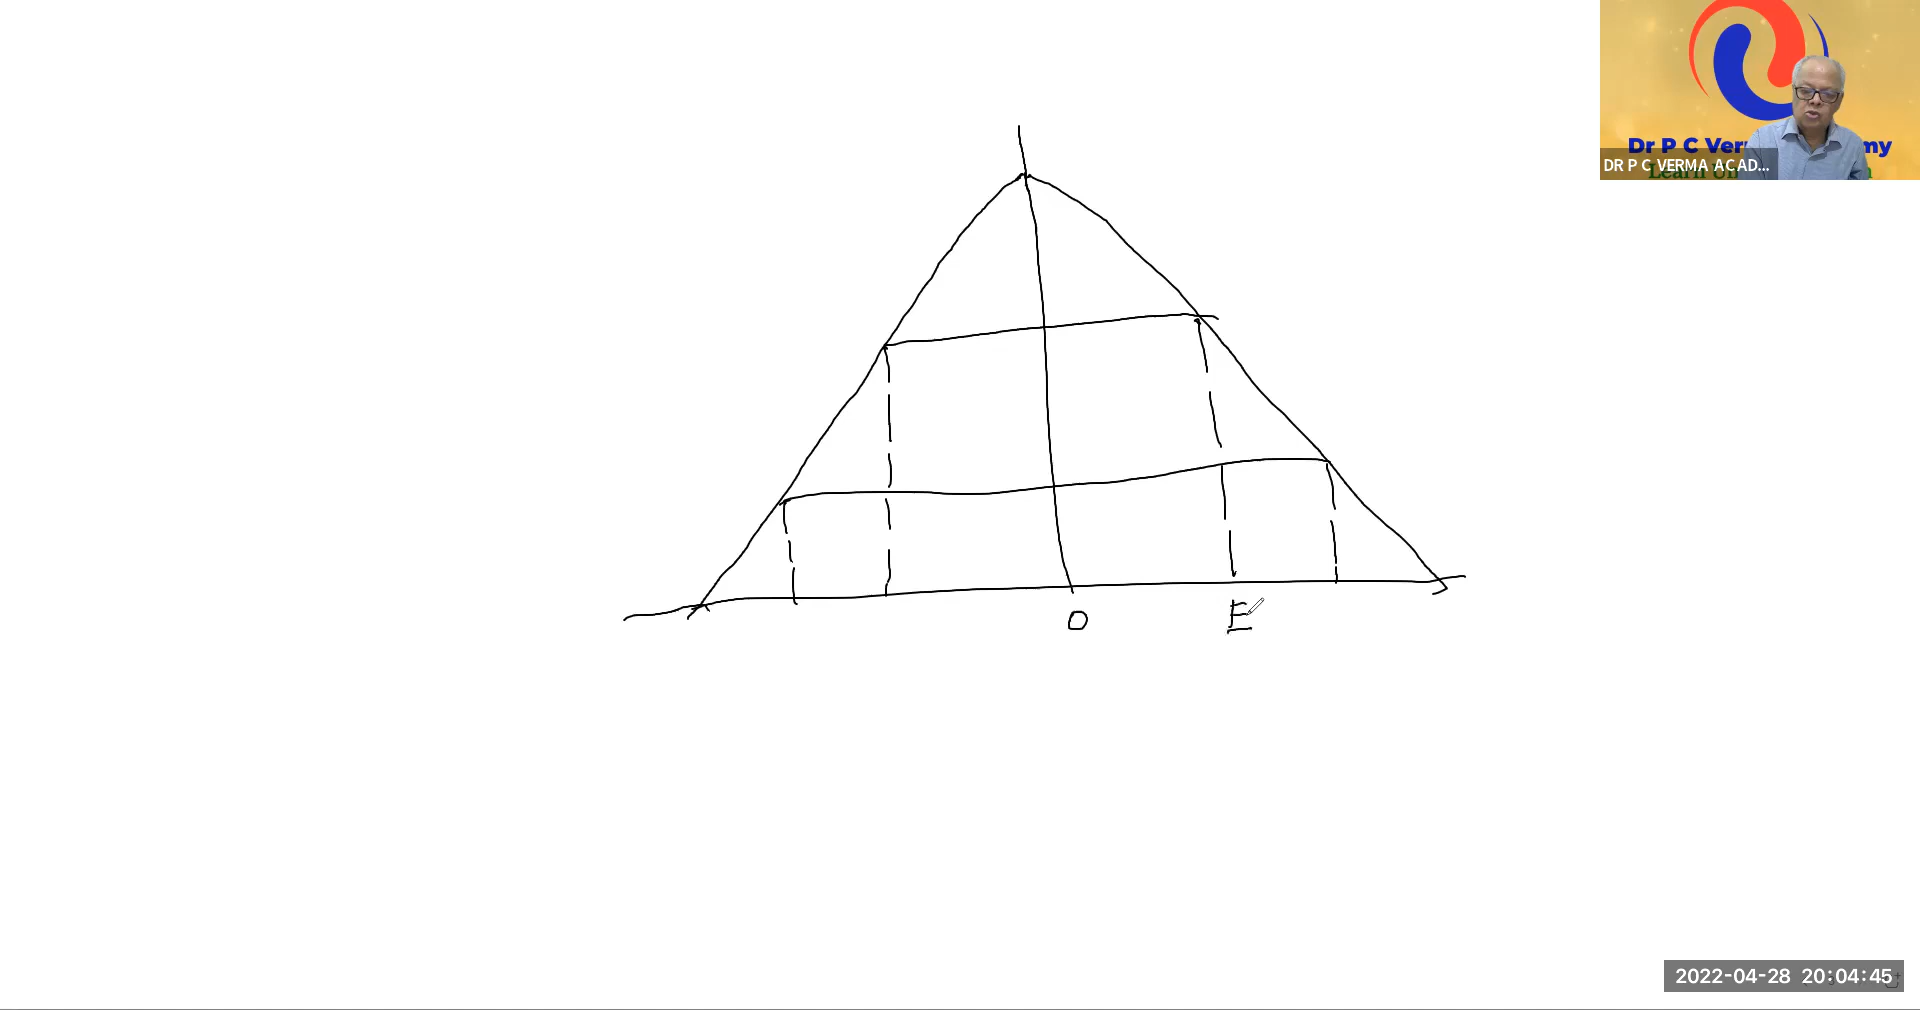 Dr P C Ver
my
DR P C VERMA ACAD...
O
E
2022-04-28 20:04:45